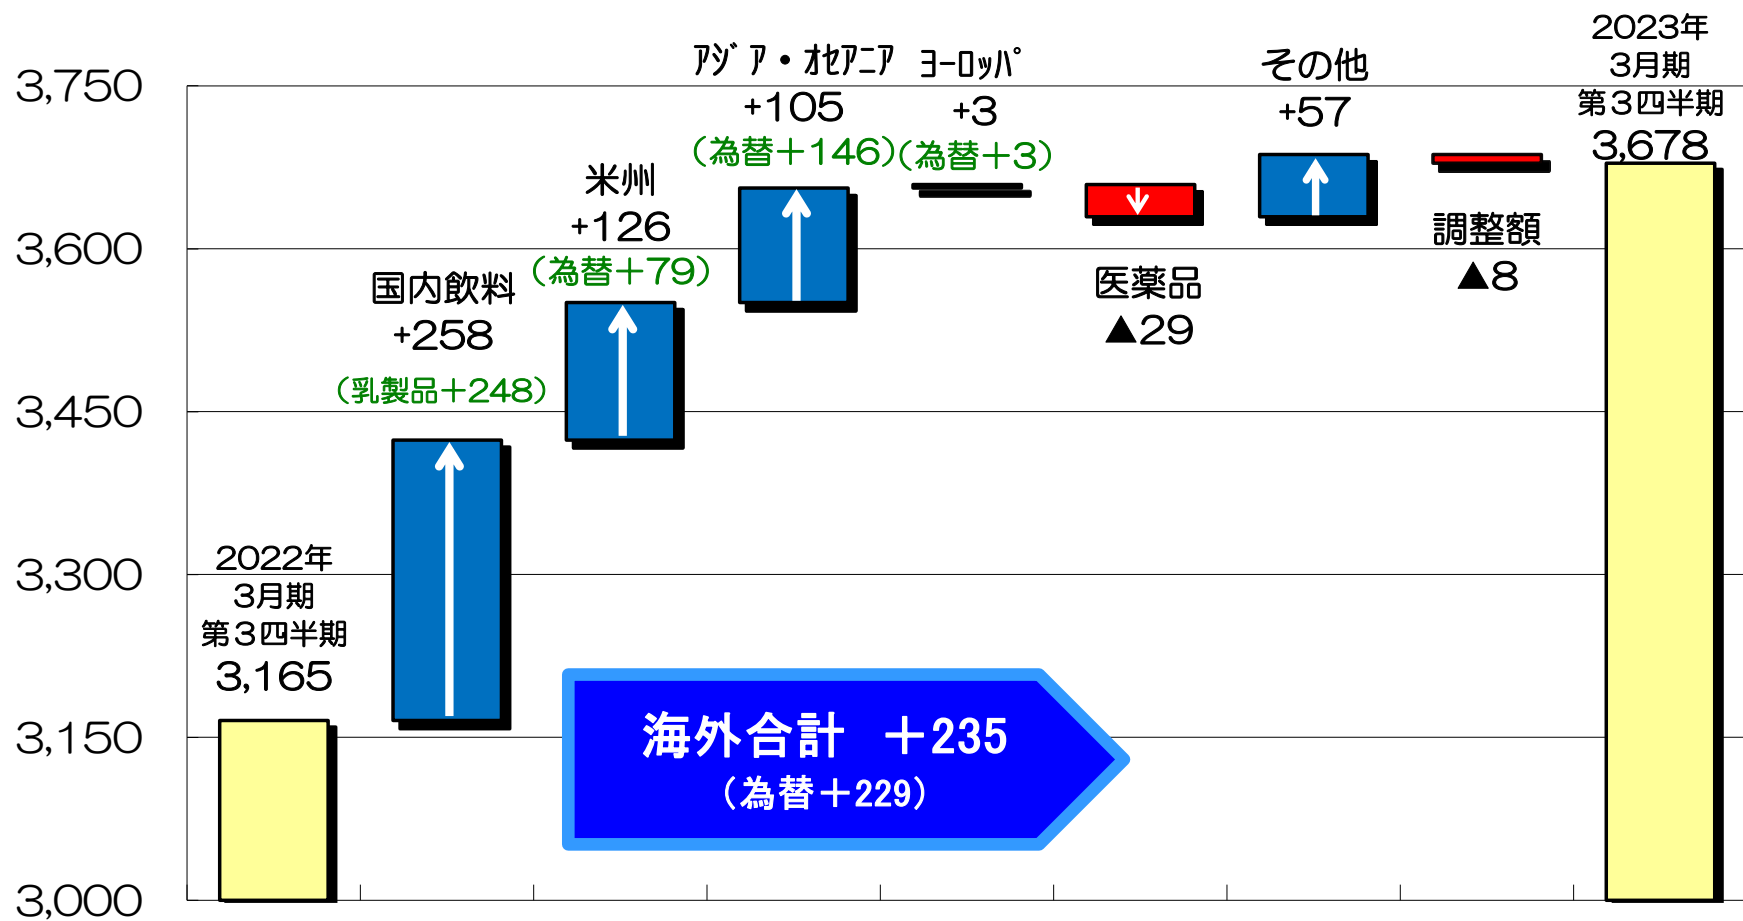 3,750
3,600
3,450
3,300
3,150
3,000
2022年
3月期
第3四半期
3,165
国内飲料
+258
(乳製品+248)
米州
+126
(為替+79)
アジア・オセアニア
+105
(為替+146)
ヨーロッパ
+3
(為替+3)
医薬品
▲29
その他
+57
調整額
▲8
2023年
3月期
第3四半期
3,678
海外合計 +235
(為替+229)